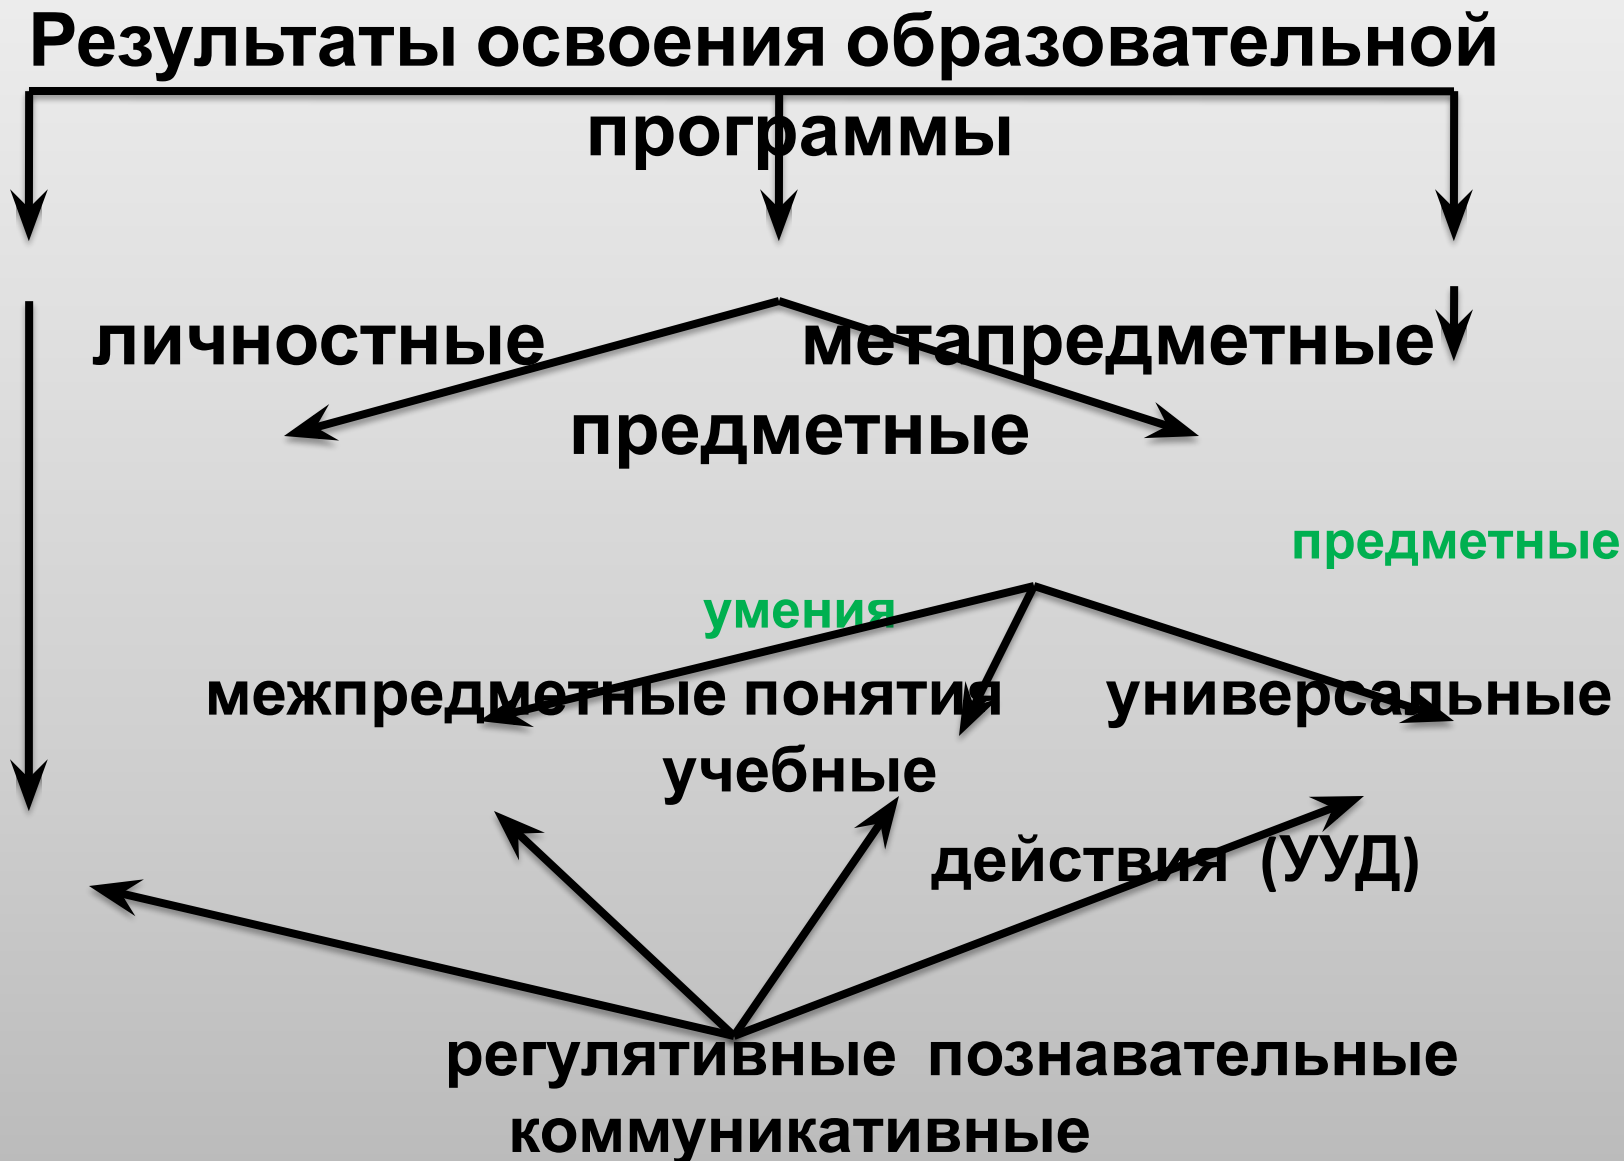 Результаты освоения образовательной
программы
личностные метапредметные
предметные
предметные
умения
межпредметные понятия универсальные
учебные
действия (УУД)
регулятивные познавательные
коммуникативные